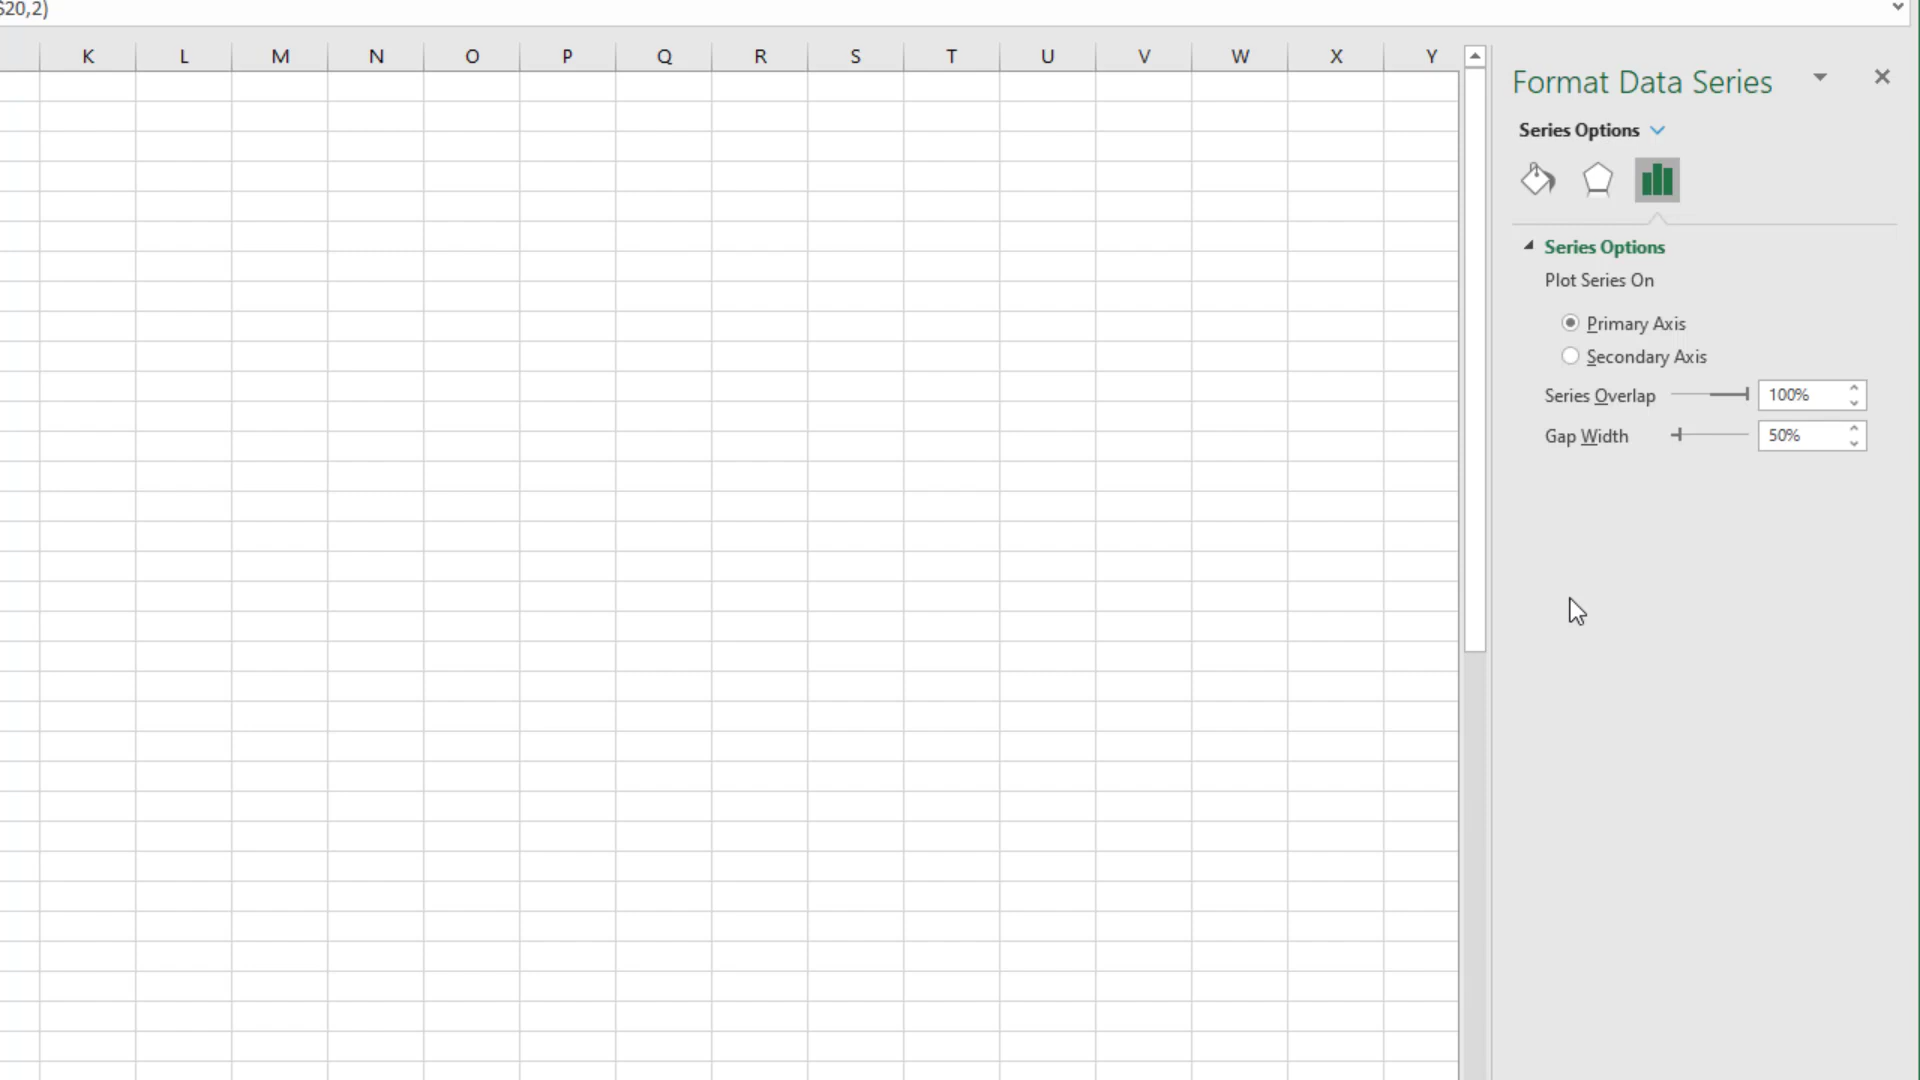 $20,2)
K L M N O P Q R S T U V W X Y
Format Data Series
Series Options
Series Options
Plot Series On
Primary Axis
Secondary Axis
Series Overlap 100%
Gap Width 50%